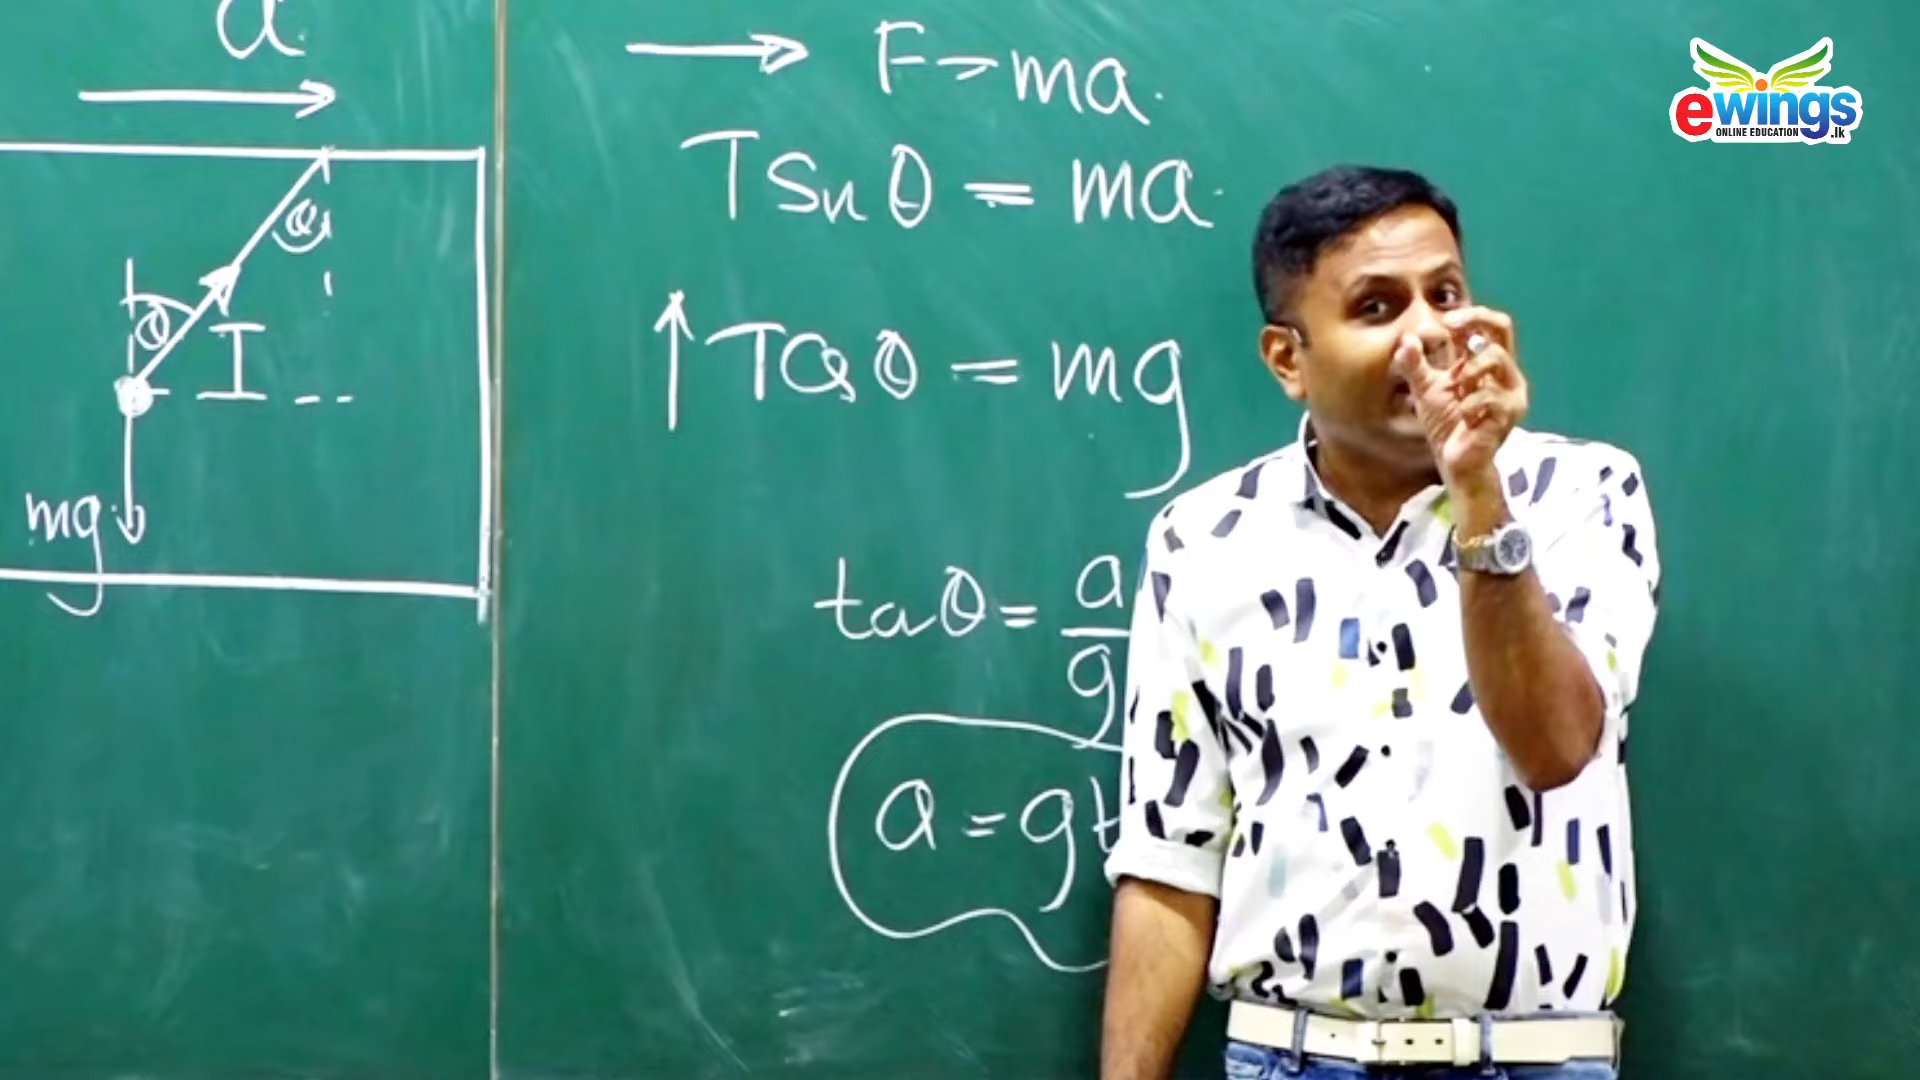 a
F = ma.
ewings
ONLINE EDUCATION .lk
T Sin θ = ma
θ
θ
T
T Cos θ = mg
mg
tan θ = a
g
a = g t